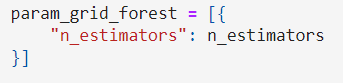 param_grid_forest = [{
    "n_estimators": n_estimators
}]